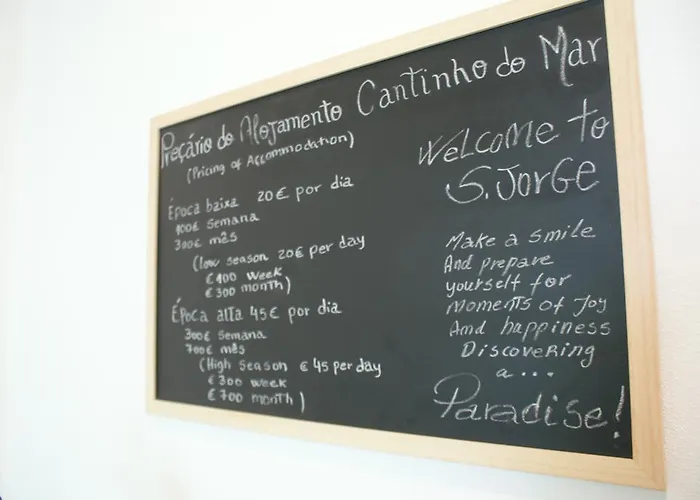 Preçário do Alojamento Cantinho do Mar
(Pricing of Accommodation)
Época baixa 20€ por dia
100€ semana
300€ mês
(low season 20€ per day
€100 week
€300 month)
Época alta 45€ por dia
300€ semana
700€ mês
(High season €45 per day
€300 week
€700 month)
Welcome to
S. Jorge
Make a smile
And prepare
yourself for
moments of Joy
And happiness
Discovering
a...
Paradise!